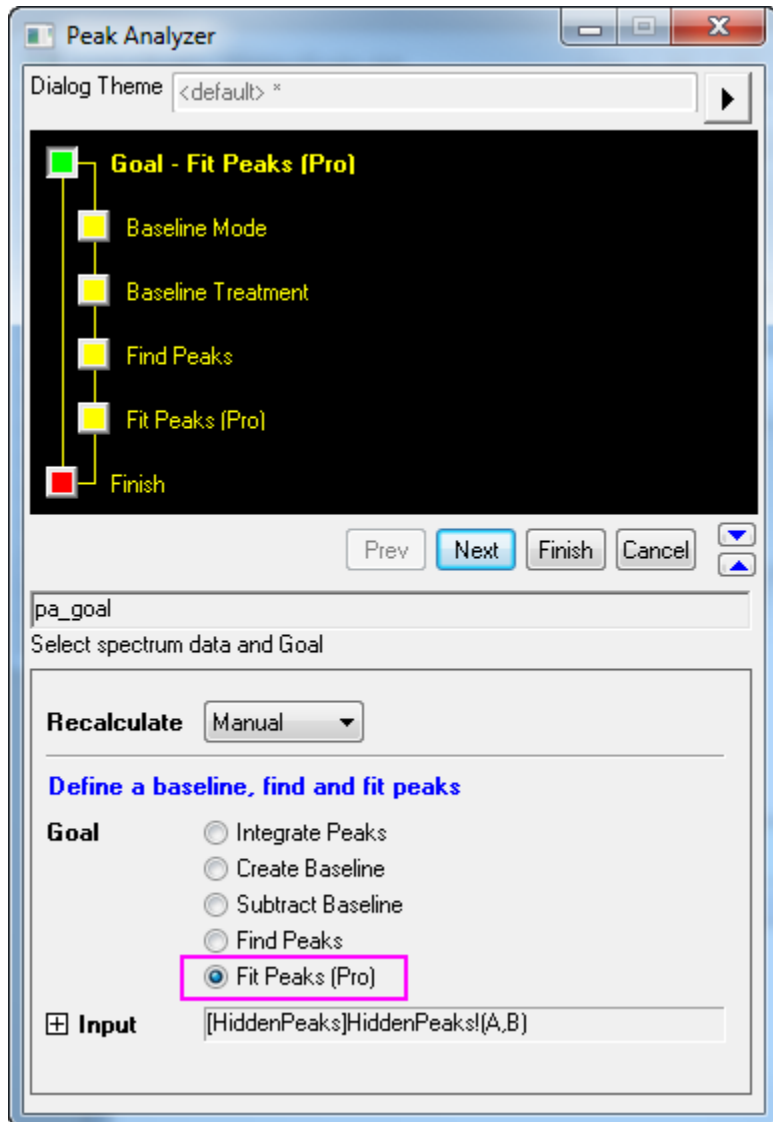 Peak Analyzer
Dialog Theme <default> *
Goal - Fit Peaks (Pro)
Baseline Mode
Baseline Treatment
Find Peaks
Fit Peaks (Pro)
Finish
Prev Next Finish Cancel
pa_goal
Select spectrum data and Goal
Recalculate Manual
Define a baseline, find and fit peaks
Goal Integrate Peaks
Create Baseline
Subtract Baseline
Find Peaks
Fit Peaks (Pro)
Input [HiddenPeaks]HiddenPeaks!(A,B)